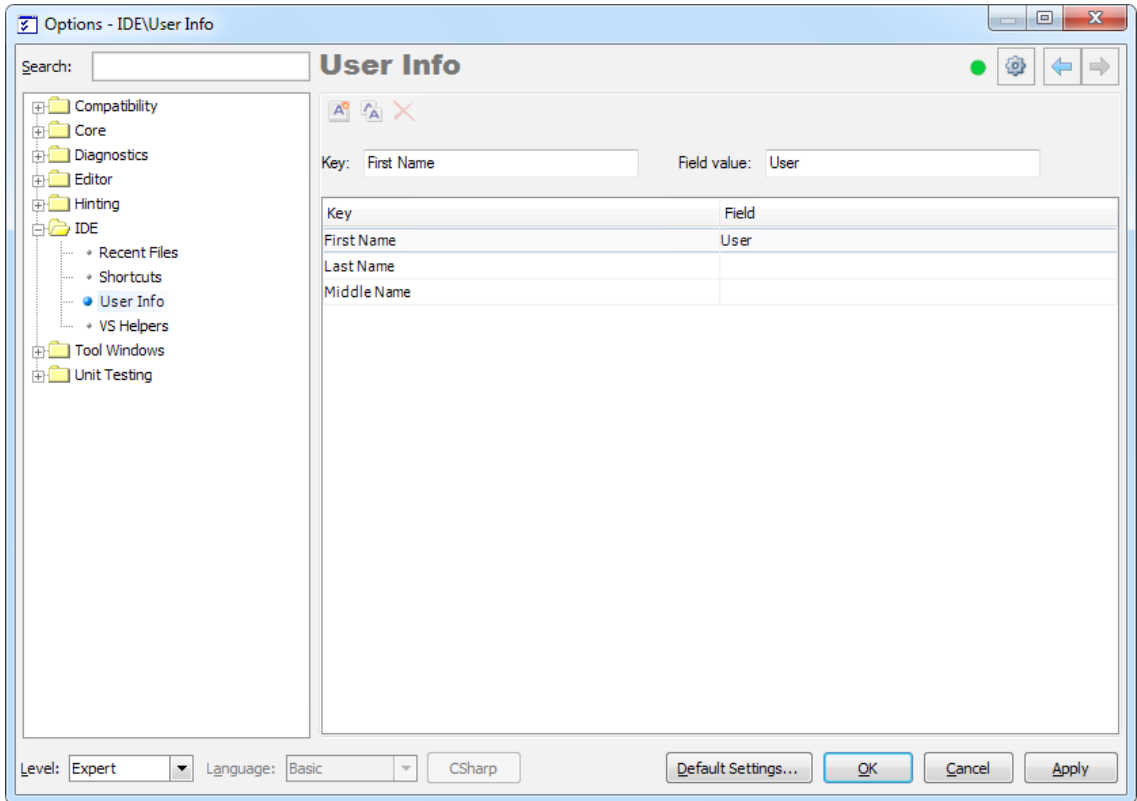 Options - IDE\User Info
Search:
User Info
Compatibility
Core
Diagnostics
Editor
Hinting
IDE
Recent Files
Shortcuts
User Info
VS Helpers
Tool Windows
Unit Testing
Key: First Name Field value: User
Key Field
First Name User
Last Name
Middle Name
Level: Expert Language: Basic CSharp Default Settings... OK Cancel Apply